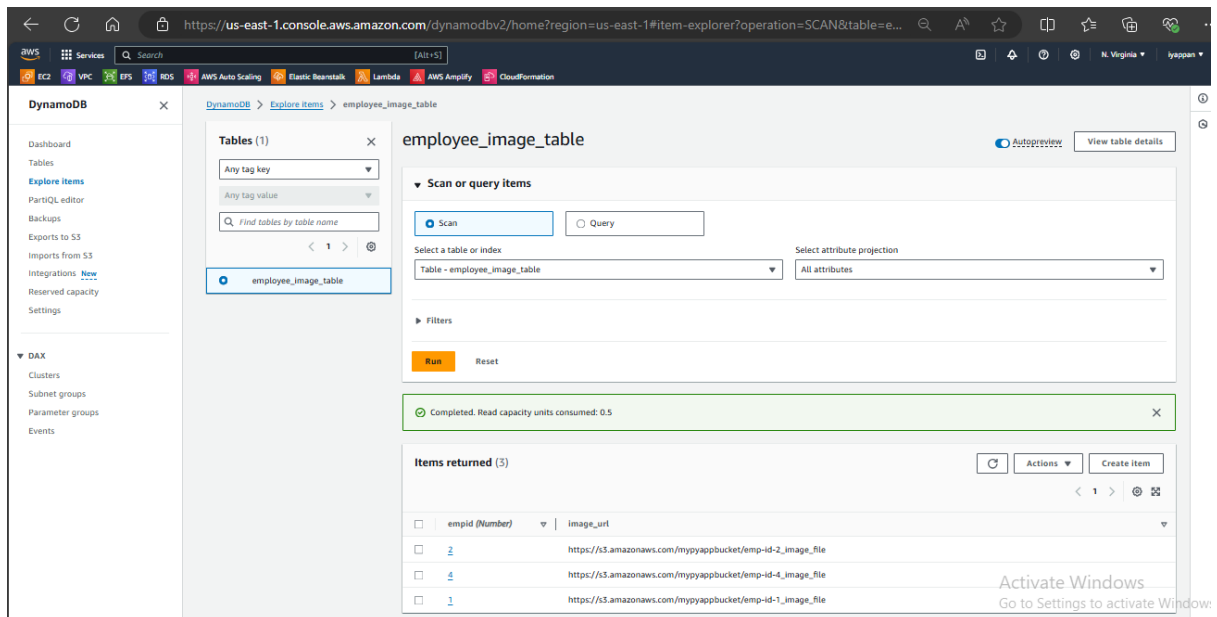 https://us-east-1.console.aws.amazon.com/dynamodbv2/home?region=us-east-1#item-explorer?operation=SCAN&table=e...
aws Services Search [Alt+S] N. Virginia ▼ iyappan ▼
EC2 VPC EFS RDS AWS Auto Scaling Elastic Beanstalk Lambda AWS Amplify CloudFormation
DynamoDB
Dashboard
Tables
Explore items
PartiQL editor
Backups
Exports to S3
Imports from S3
Integrations New
Reserved capacity
Settings
▼ DAX
Clusters
Subnet groups
Parameter groups
Events
DynamoDB > Explore items > employee_image_table
Tables (1)
Any tag key
Any tag value
Find tables by table name
< 1 >
employee_image_table
employee_image_table
Autopreview View table details
▼ Scan or query items
Scan Query
Select a table or index Select attribute projection
Table - employee_image_table All attributes
▶ Filters
Run Reset
Completed. Read capacity units consumed: 0.5
Items returned (3) Actions ▼ Create item
< 1 >
empid (Number) image_url
2 https://s3.amazonaws.com/mypyappbucket/emp-id-2_image_file
4 https://s3.amazonaws.com/mypyappbucket/emp-id-4_image_file
1 https://s3.amazonaws.com/mypyappbucket/emp-id-1_image_file
Activate Windows
Go to Settings to activate Windows